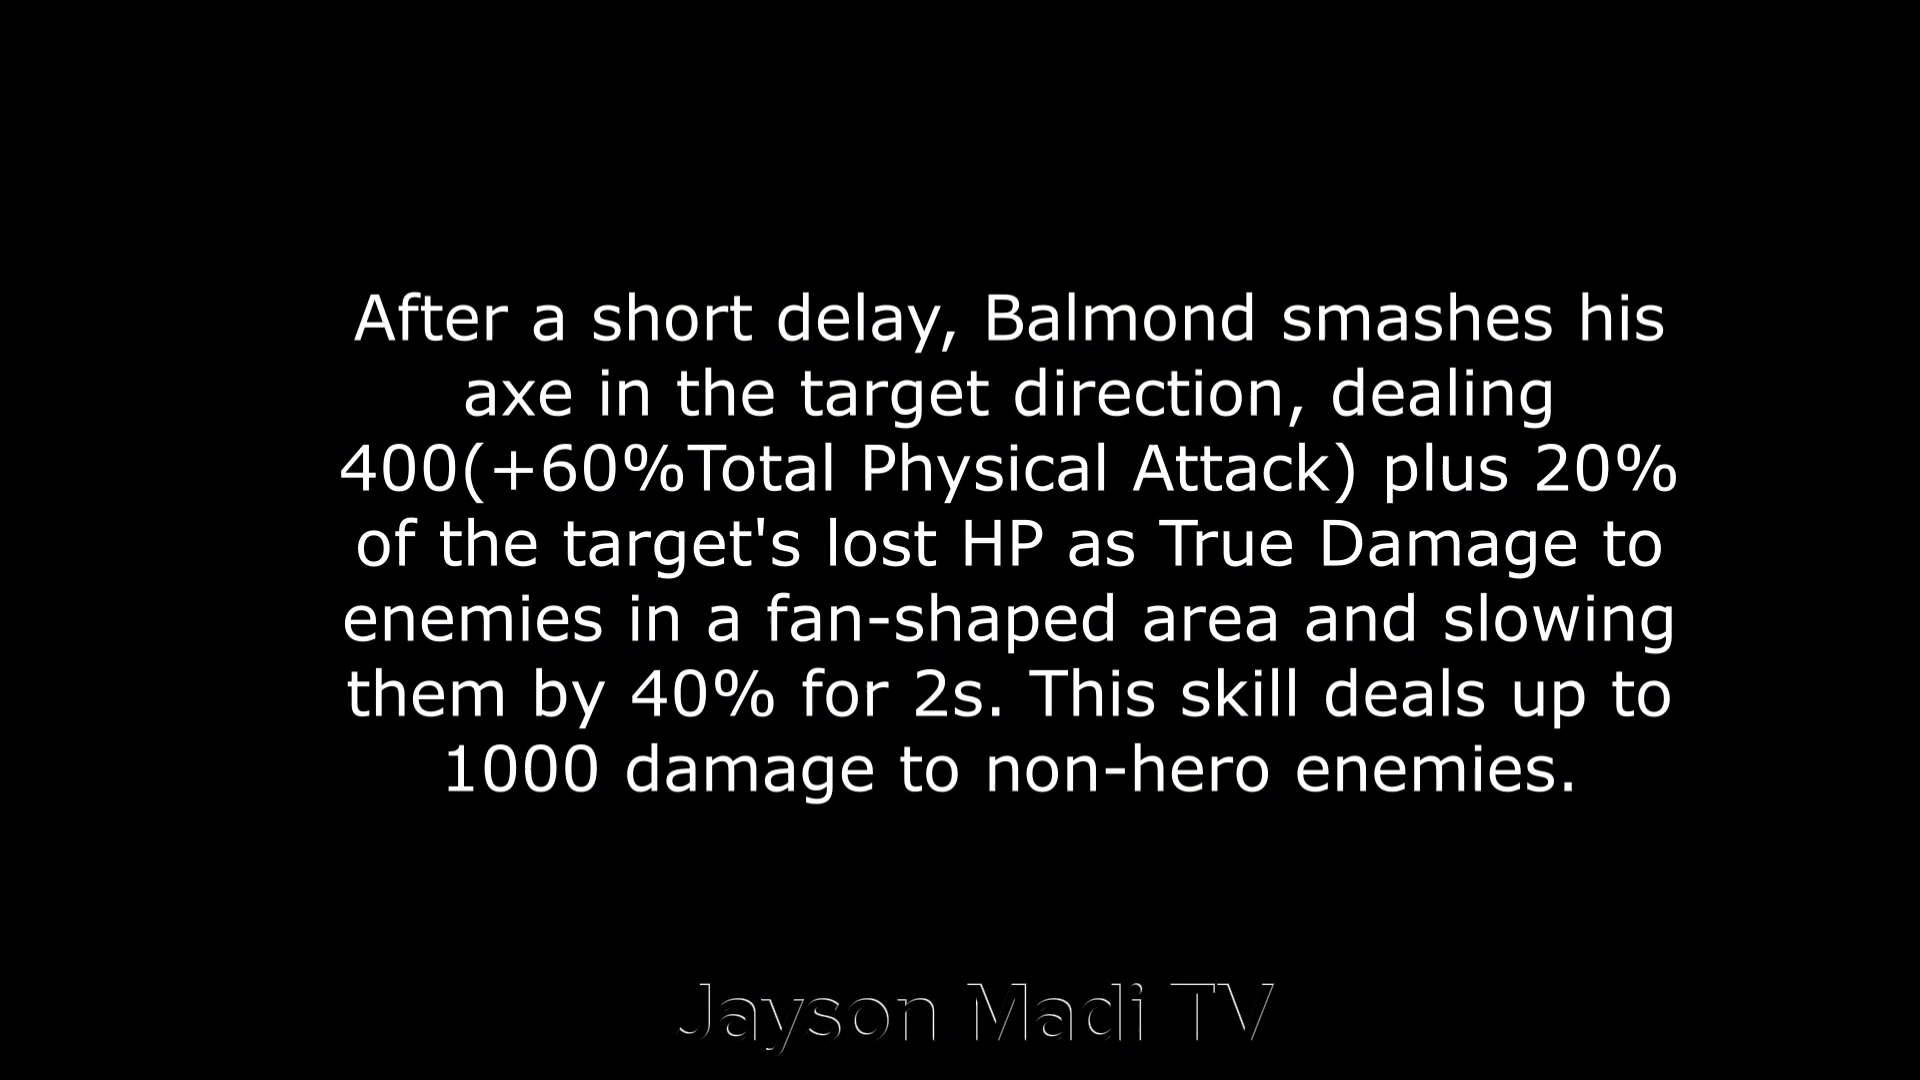 After a short delay, Balmond smashes his
axe in the target direction, dealing
400(+60%Total Physical Attack) plus 20%
of the target's lost HP as True Damage to
enemies in a fan-shaped area and slowing
them by 40% for 2s. This skill deals up to
1000 damage to non-hero enemies.
Jayson Madi TV